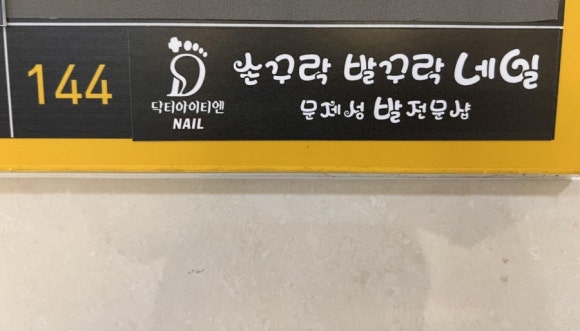 144
닥터아이티엔
NAIL
손꾸락 발꾸락 네일
문제성 발 전문샵